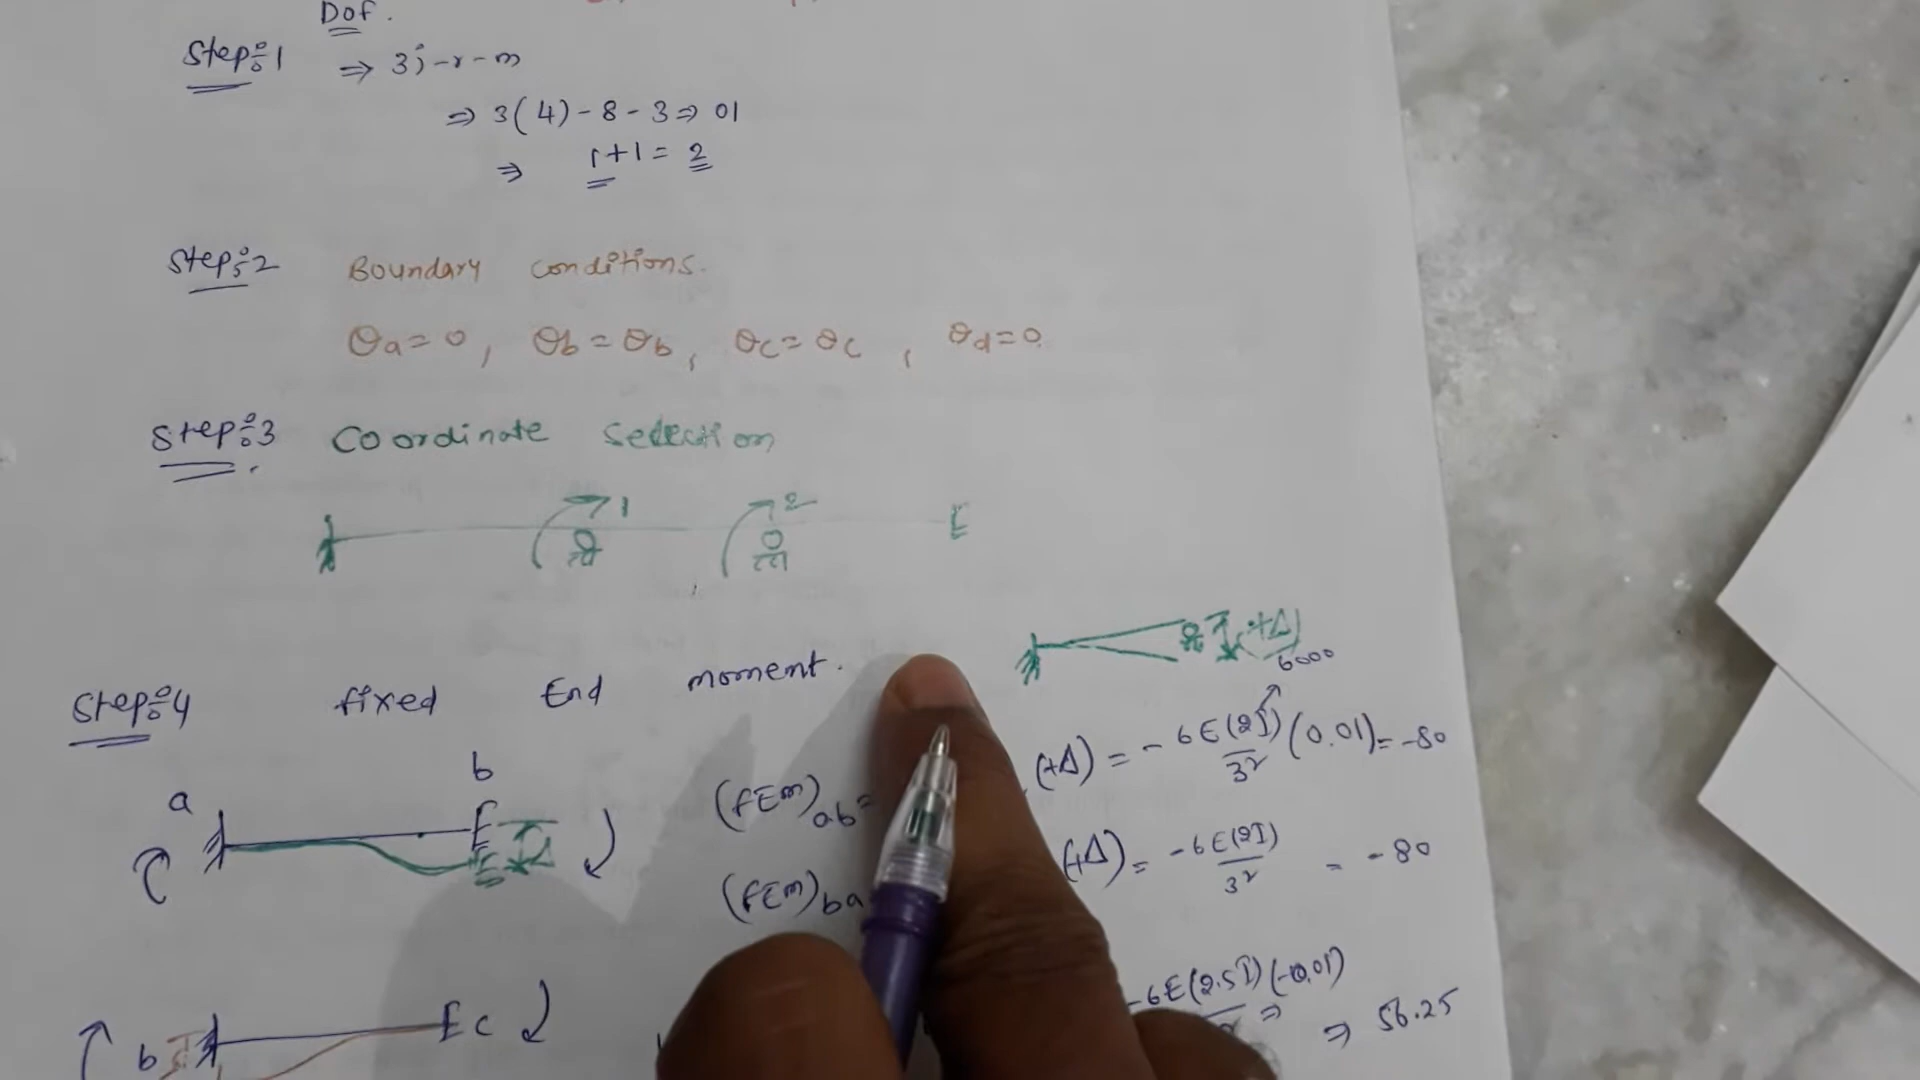 Dof.
Step:1 ⇒ 3j-r-m
⇒ 3(4)-8-3⇒01
⇒ 1+1=2
Step:2 Boundary conditions.
θa=0, θb=θb, θc=θc, θd=0.
Step:3 Coordinate Selection
1 2
(+Δ)
6000
Step:4 fixed End moment.
a b
Δ
(fEm)ab= (+Δ) = -6E(2I)/3² (0.01)=-80
(fEm)ba (+Δ)= -6E(2I)/3² = -80
b c
-6E(2.5I)(-0.01) ⇒ ⇒ 56.25